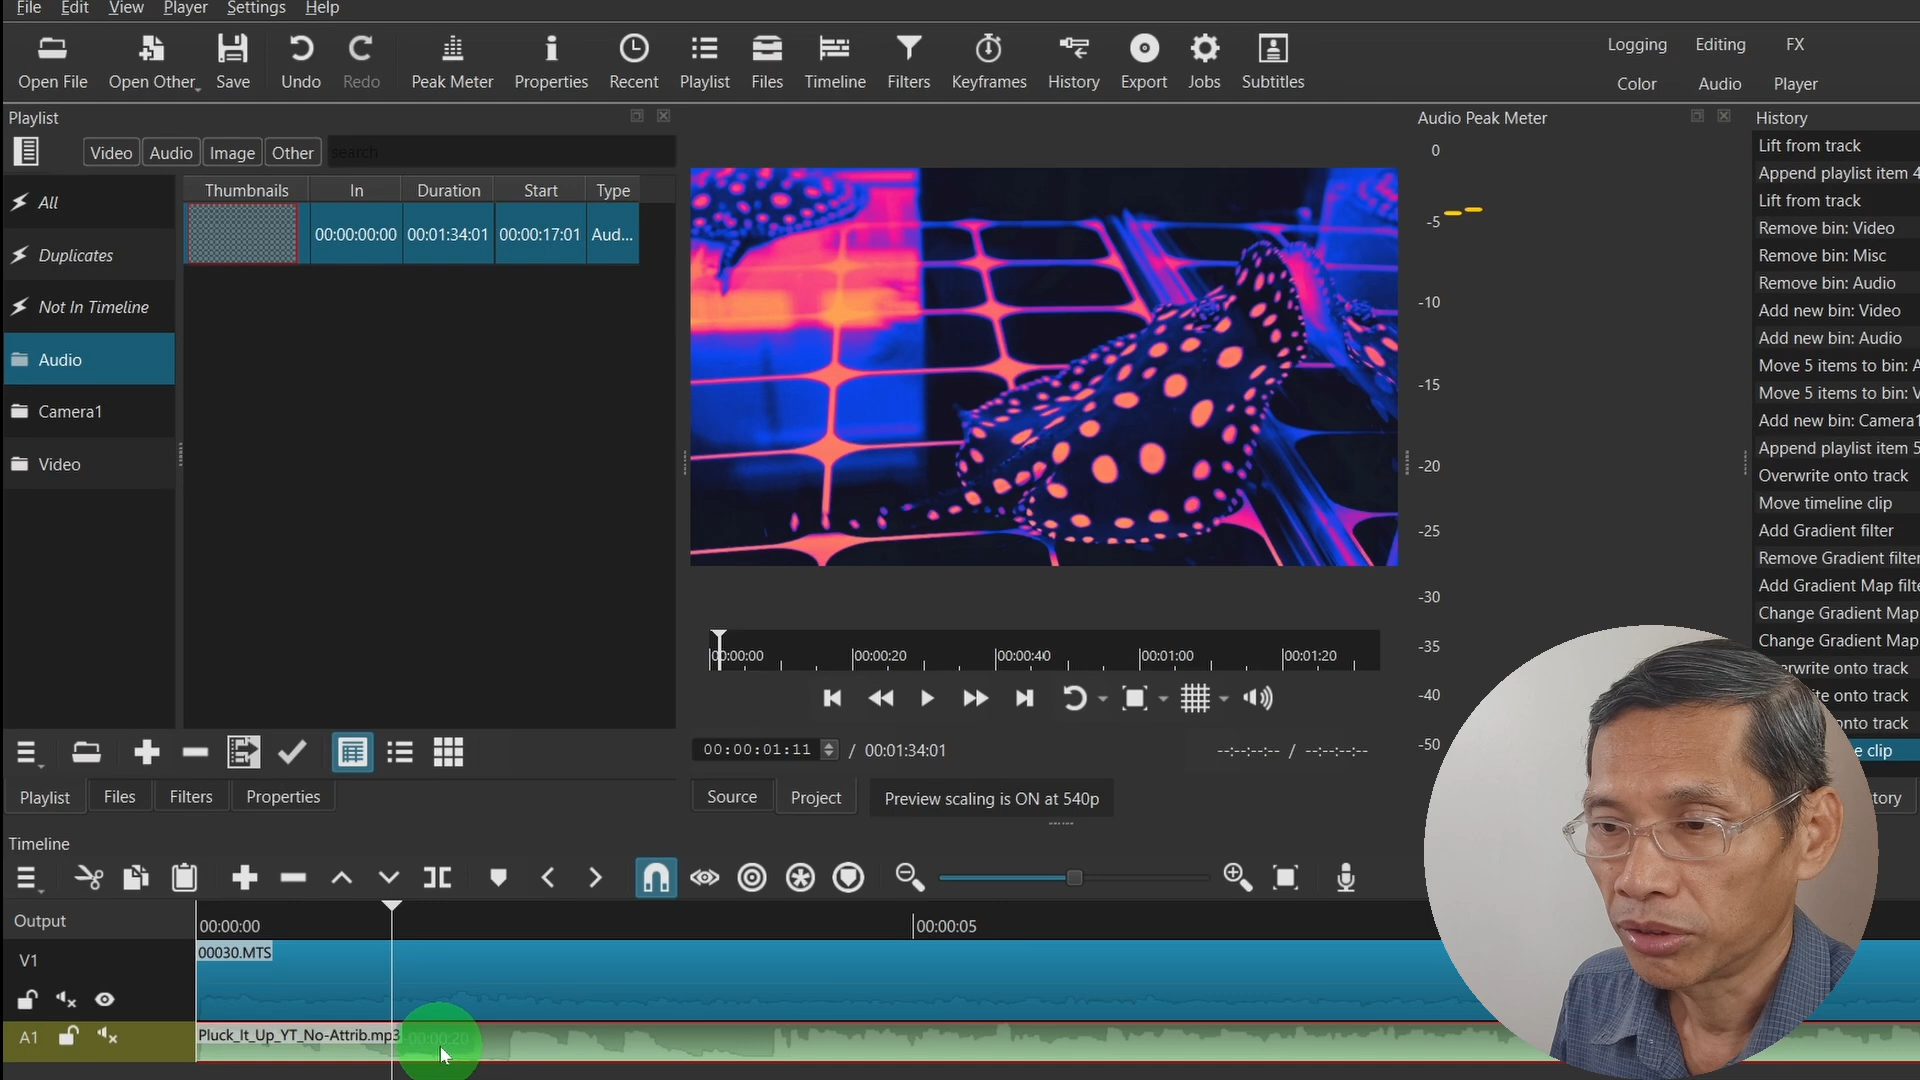 File Edit View Player Settings Help
Open File Open Other Save Undo Redo Peak Meter Properties Recent Playlist Files Timeline Filters Keyframes History Export Jobs Subtitles
Logging Editing FX
Color Audio Player
Playlist
Video Audio Image Other search
Thumbnails In Duration Start Type
00:00:00:00 00:01:34:01 00:00:17:01 Aud...
All
Duplicates
Not In Timeline
Audio
Camera1
Video
Playlist Files Filters Properties
00:00:00 00:00:20 00:00:40 00:01:00 00:01:20
00:00:01:11 / 00:01:34:01 --:--:--:-- / --:--:--:--
Source Project Preview scaling is ON at 540p
Audio Peak Meter
0
-5
-10
-15
-20
-25
-30
-35
-40
-50
History
Lift from track
Append playlist item 4
Lift from track
Remove bin: Video
Remove bin: Misc
Remove bin: Audio
Add new bin: Video
Add new bin: Audio
Move 5 items to bin: A
Move 5 items to bin: V
Add new bin: Camera1
Append playlist item 5
Overwrite onto track
Move timeline clip
Add Gradient filter
Remove Gradient filter
Add Gradient Map filte
Change Gradient Map
Change Gradient Map
onto track
onto track
onto track
clip
Timeline
Output 00:00:00 00:00:05
V1 00030.MTS
A1 Pluck_It_Up_YT_No-Attrib.mp3